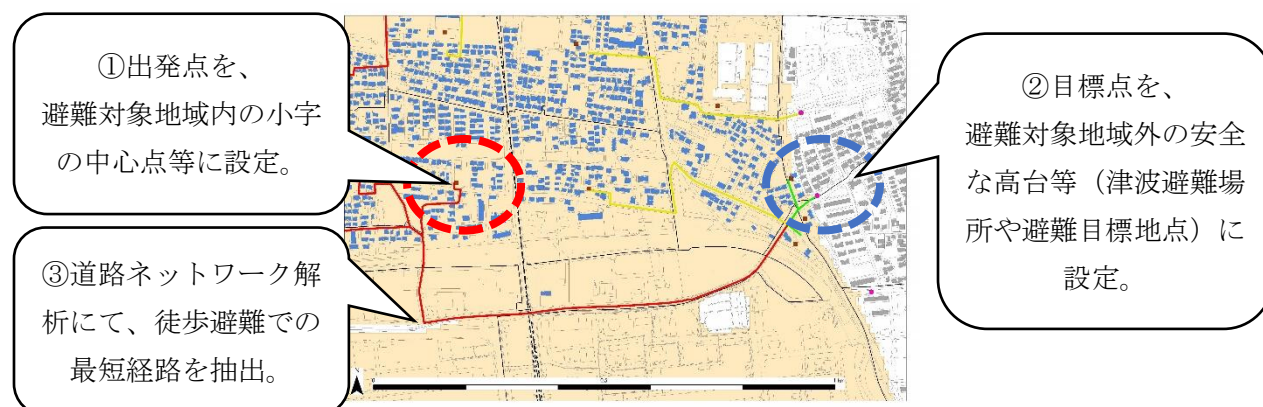 ①出発点を、
避難対象地域内の小字
の中心点等に設定。
③道路ネットワーク解
析にて、徒歩避難での
最短経路を抽出。
②目標点を、
避難対象地域外の安全
な高台等（津波避難場
所や避難目標地点）に
設定。